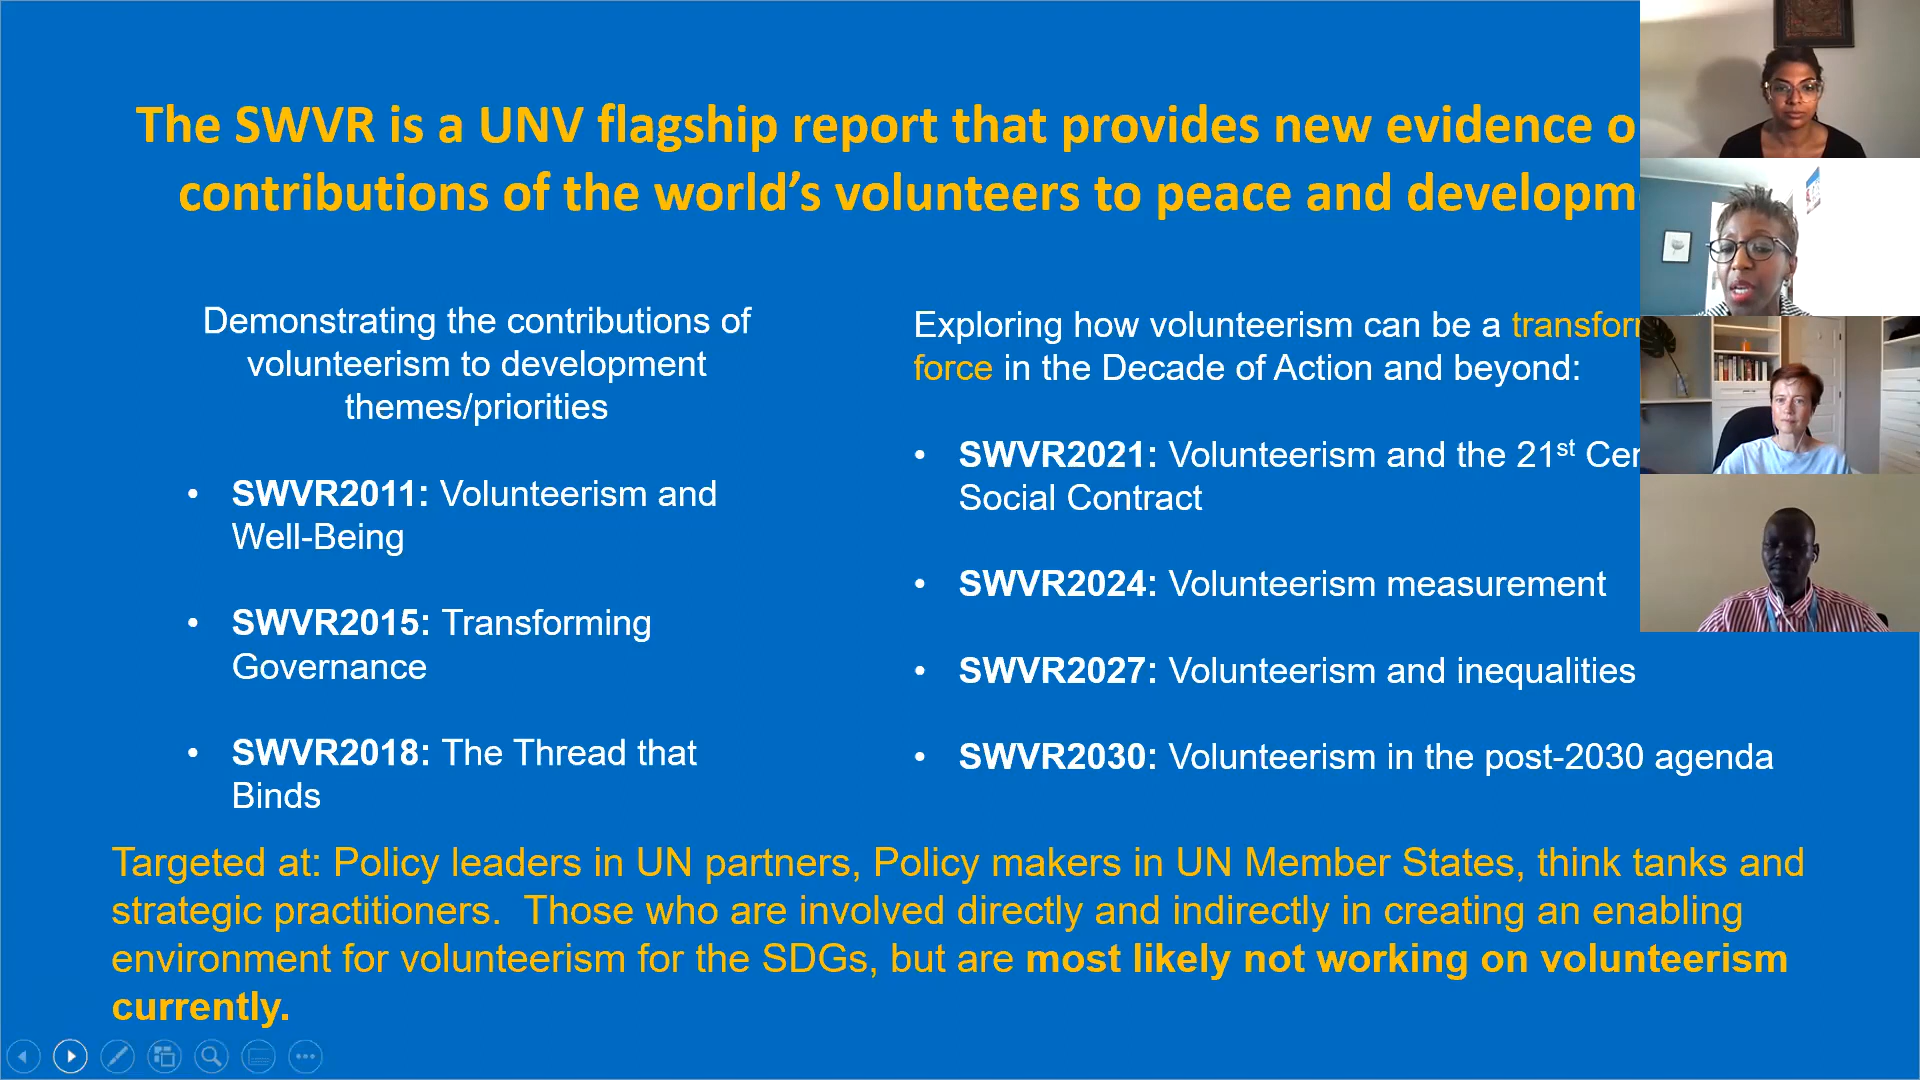 The SWVR is a UNV flagship report that provides new evidence o
contributions of the world's volunteers to peace and developm
Demonstrating the contributions of
volunteerism to development
themes/priorities
• SWVR2011: Volunteerism and
Well-Being
• SWVR2015: Transforming
Governance
• SWVR2018: The Thread that
Binds
Exploring how volunteerism can be a transfor
force in the Decade of Action and beyond:
• SWVR2021: Volunteerism and the 21st Cen
Social Contract
• SWVR2024: Volunteerism measurement
• SWVR2027: Volunteerism and inequalities
• SWVR2030: Volunteerism in the post-2030 agenda
Targeted at: Policy leaders in UN partners, Policy makers in UN Member States, think tanks and
strategic practitioners.  Those who are involved directly and indirectly in creating an enabling
environment for volunteerism for the SDGs, but are most likely not working on volunteerism
currently.